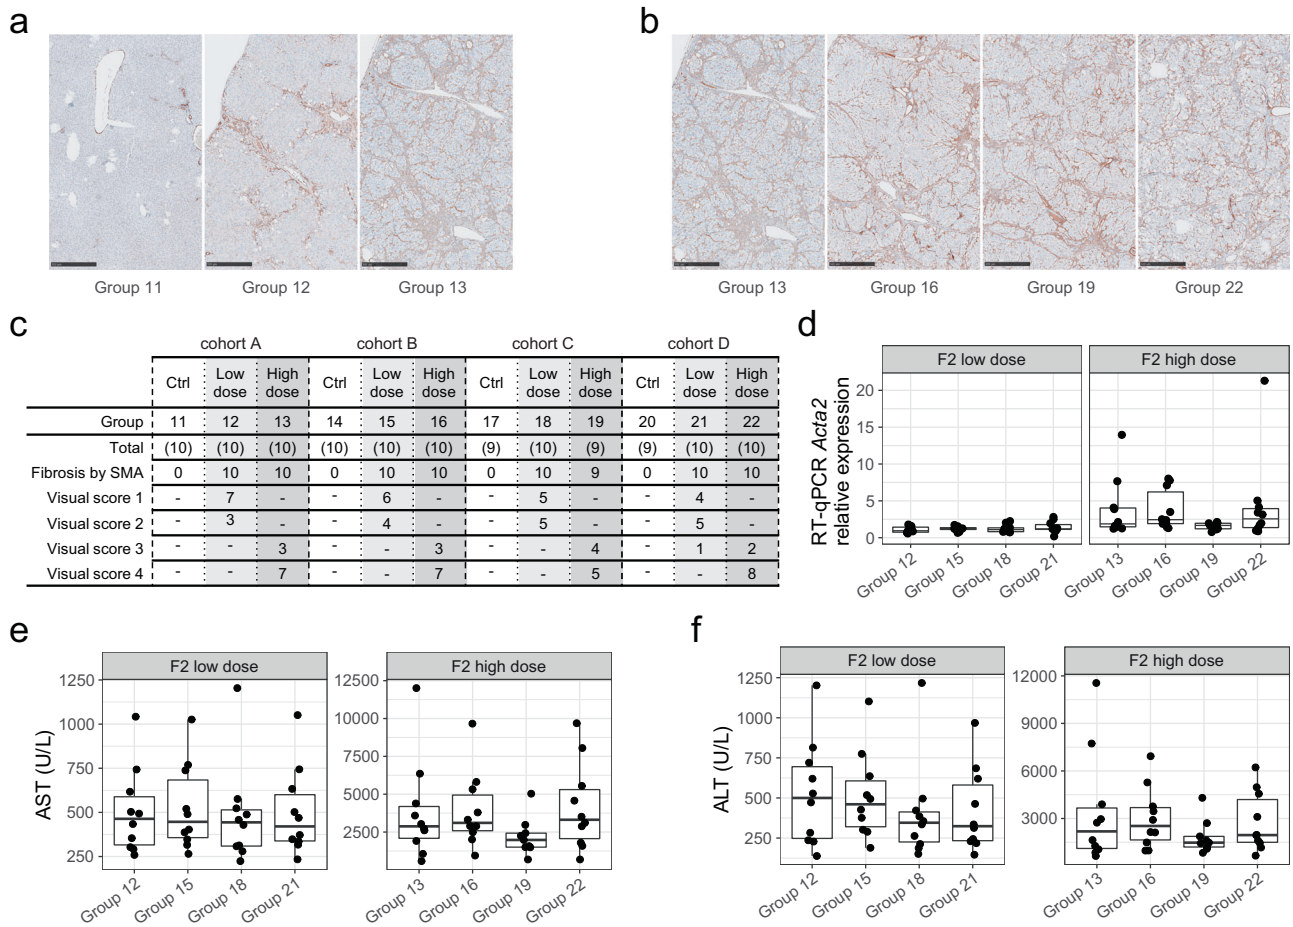 a
b
Group 11
Group 12
Group 13
Group 13
Group 16
Group 19
Group 22
c
cohort A
cohort B
cohort C
cohort D
Ctrl Low dose High dose Ctrl Low dose High dose Ctrl Low dose High dose Ctrl Low dose High dose
Group 11 12 13 14 15 16 17 18 19 20 21 22
Total (10) (10) (10) (10) (10) (10) (9) (10) (9) (9) (10) (10)
Fibrosis by SMA 0 10 10 0 10 10 0 10 9 0 10 10
Visual score 1 - 7 - - 6 - - 5 - - 4 -
Visual score 2 - 3 - - 4 - - 5 - - 5 -
Visual score 3 - - 3 - - 3 - - 4 - 1 2
Visual score 4 - - 7 - - 7 - - 5 - - 8
d
F2 low dose
F2 high dose
RT-qPCR Acta2
relative expression
20
15
10
5
0
Group 12
Group 15
Group 18
Group 21
Group 13
Group 16
Group 19
Group 22
e
F2 low dose
F2 high dose
AST (U/L)
1250
1000
750
500
250
12500
10000
7500
5000
2500
Group 12
Group 15
Group 18
Group 21
Group 13
Group 16
Group 19
Group 22
f
F2 low dose
F2 high dose
ALT (U/L)
1250
1000
750
500
250
12000
9000
6000
3000
Group 12
Group 15
Group 18
Group 21
Group 13
Group 16
Group 19
Group 22